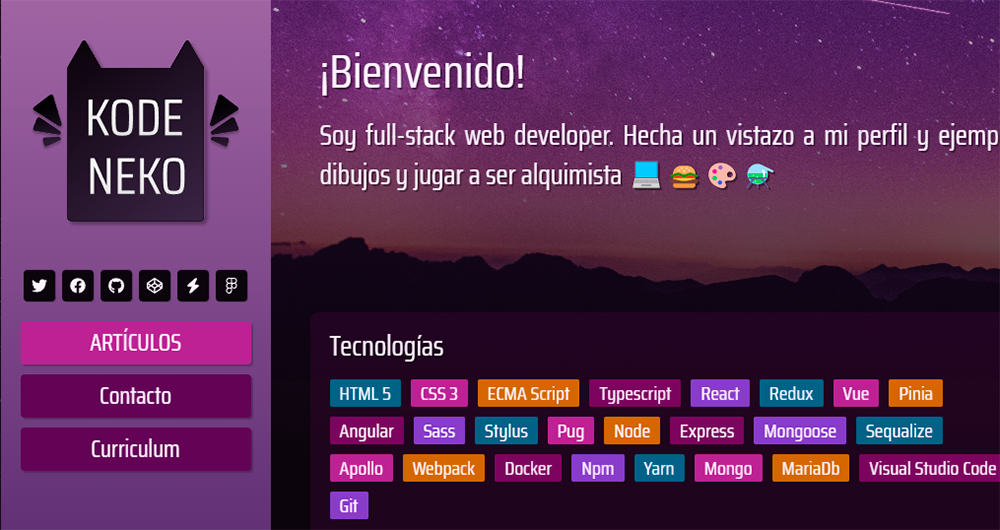 KODE
NEKO
ARTÍCULOS
Contacto
Curriculum
¡Bienvenido!
Soy full-stack web developer. Hecha un vistazo a mi perfil y ejemp
dibujos y jugar a ser alquimista
Tecnologías
HTML 5 CSS 3 ECMA Script Typescript React Redux Vue Pinia
Angular Sass Stylus Pug Node Express Mongoose Sequalize
Apollo Webpack Docker Npm Yarn Mongo MariaDb Visual Studio Code
Git